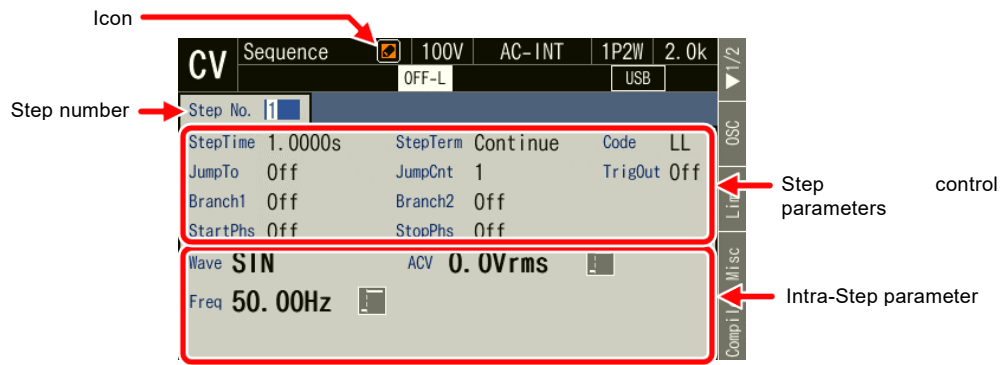 Icon
CV Sequence 100V AC-INT 1P2W 2.0k
OFF-L USB
▼1/2
Step number
Step No. 1
OSC
StepTime 1.0000s StepTerm Continue Code LL
JumpTo Off JumpCnt 1 TrigOut Off
Step control
parameters
Branch1 Off Branch2 Off
StartPhs Off StopPhs Off
Misc
Wave SIN ACV 0.0Vrms
Intra-Step parameter
Freq 50.00Hz